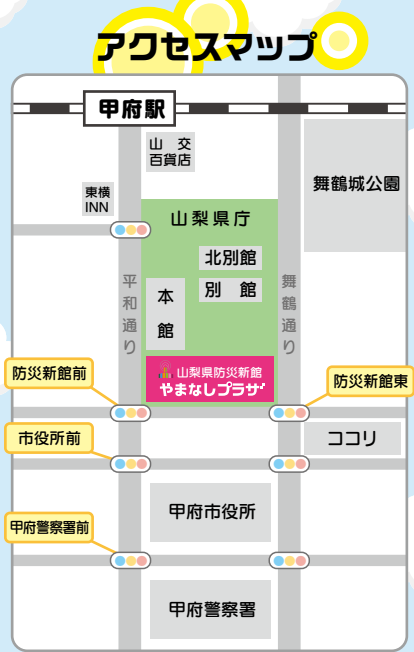 アクセスマップ
甲府駅
山 交
百貨店
舞鶴城公園
東横
INN
山梨県庁
北別館
別 館
本
館
平和通り
舞鶴通り
山梨県防災新館
やまなしプラザ
防災新館前
防災新館東
市役所前
ココリ
甲府市役所
甲府警察署前
甲府警察署